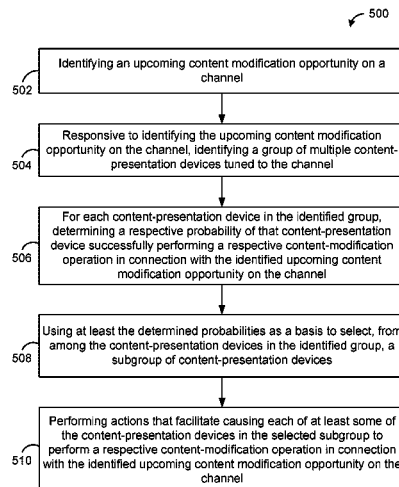 500
Identifying an upcoming content modification opportunity on a
channel
502
Responsive to identifying the upcoming content modification
opportunity on the channel, identifying a group of multiple content-
presentation devices tuned to the channel
504
For each content-presentation device in the identified group,
determining a respective probability of that content-presentation
device successfully performing a respective content-modification
operation in connection with the identified upcoming content
modification opportunity on the channel
506
Using at least the determined probabilities as a basis to select, from
among the content-presentation devices in the identified group, a
subgroup of content-presentation devices
508
Performing actions that facilitate causing each of at least some of
the content-presentation devices in the selected subgroup to
perform a respective content-modification operation in connection
with the identified upcoming content modification opportunity on the
channel
510